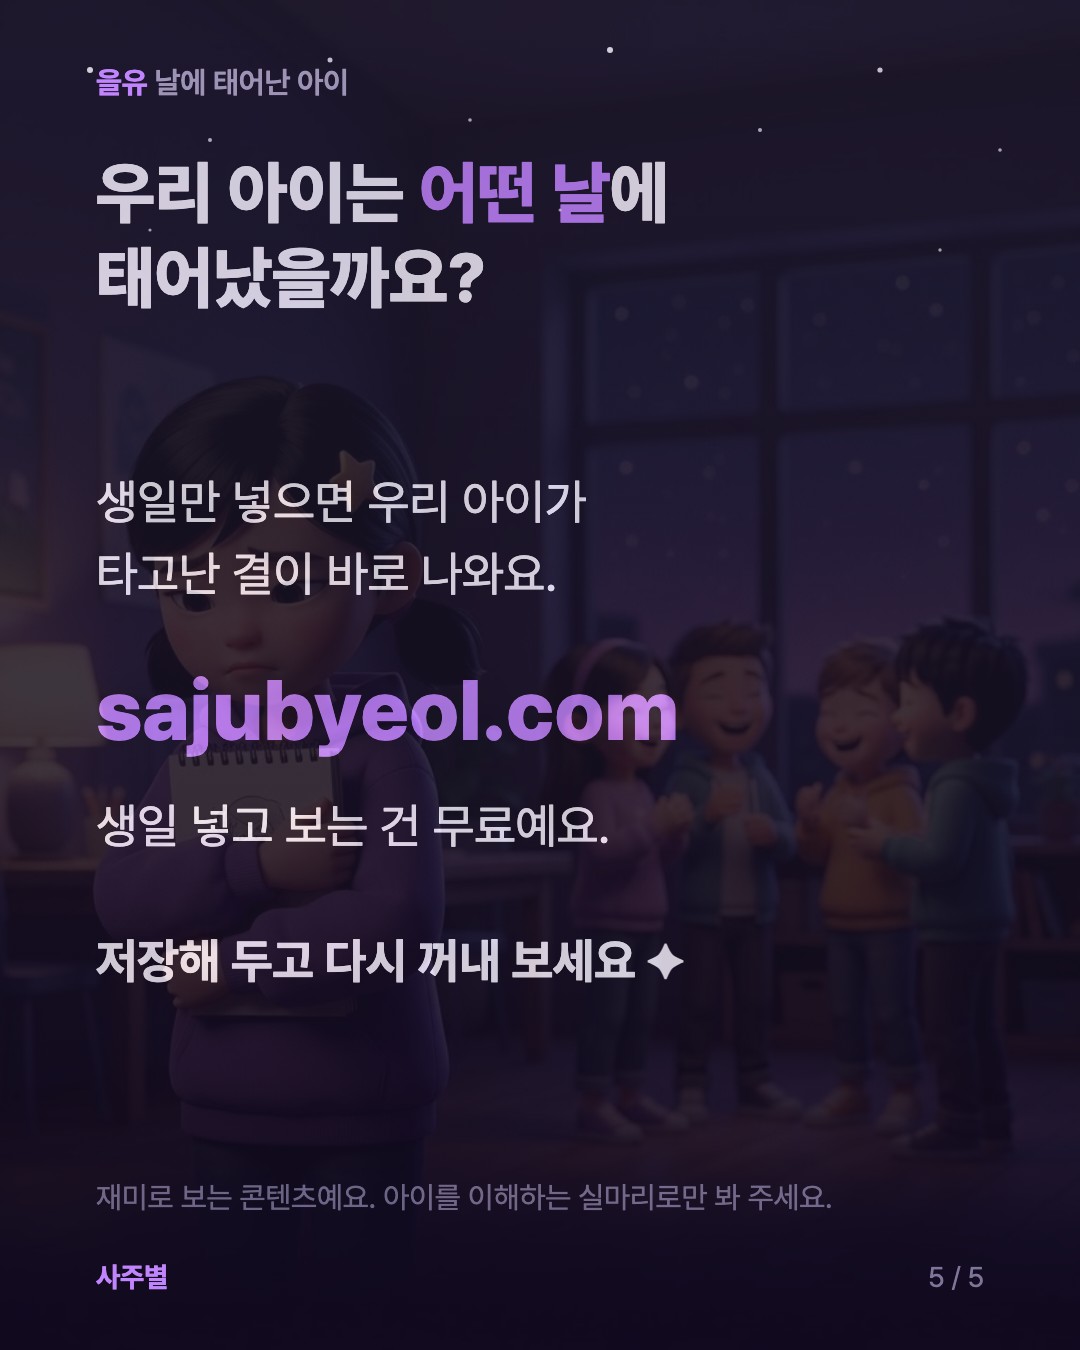 을유 날에 태어난 아이
우리 아이는 어떤 날에
태어났을까요?
생일만 넣으면 우리 아이가
타고난 결이 바로 나와요.
sajubyeol.com
생일 넣고 보는 건 무료예요.
저장해 두고 다시 꺼내 보세요 ✦
재미로 보는 콘텐츠예요. 아이를 이해하는 실마리로만 봐 주세요.
사주별
5 / 5